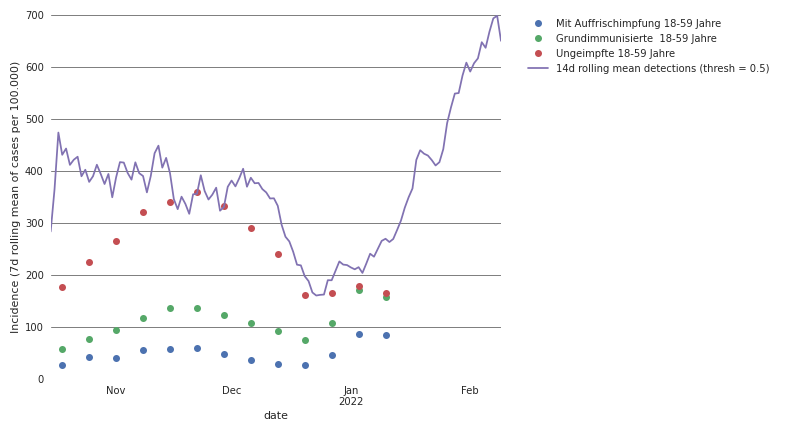 700
600
500
400
300
200
100
0
Incidence (7d rolling mean of cases per 100.000)
Nov
Dec
Jan
2022
Feb
date
Mit Auffrischimpfung 18-59 Jahre
Grundimmunisierte  18-59 Jahre
Ungeimpfte 18-59 Jahre
14d rolling mean detections (thresh = 0.5)